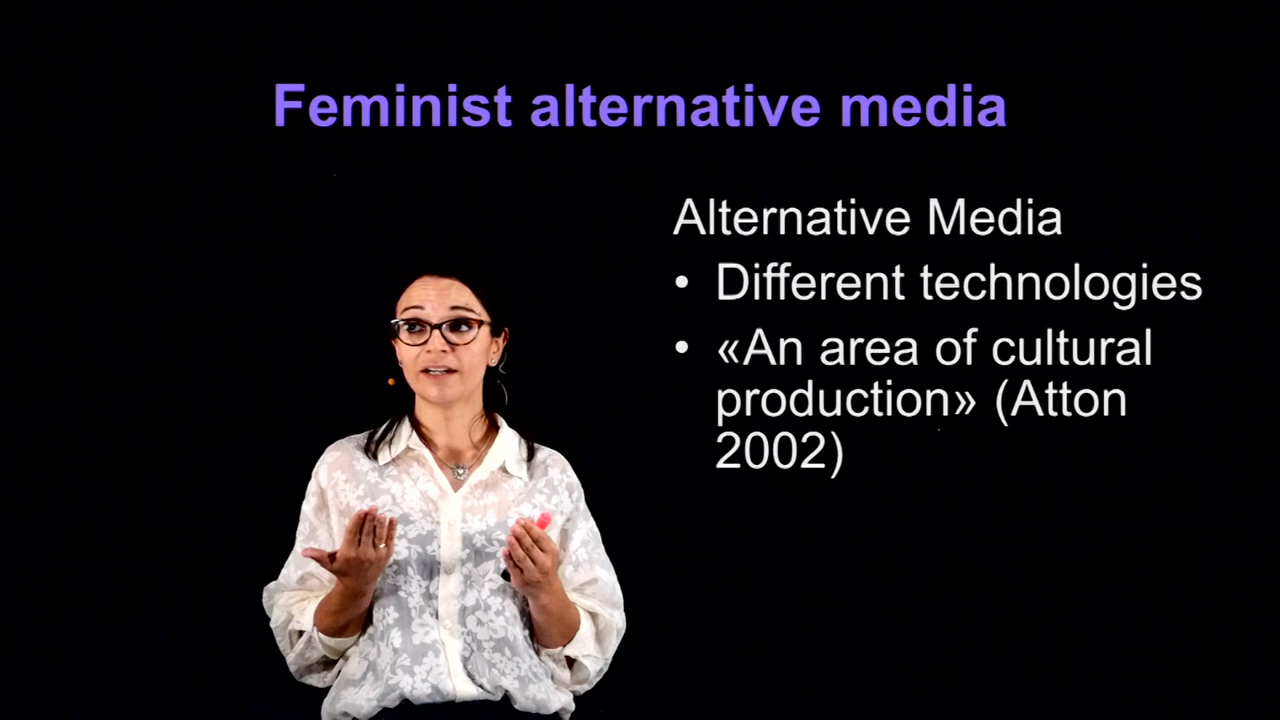 Feminist alternative media
Alternative Media
• Different technologies
• «An area of cultural
production» (Atton
2002)